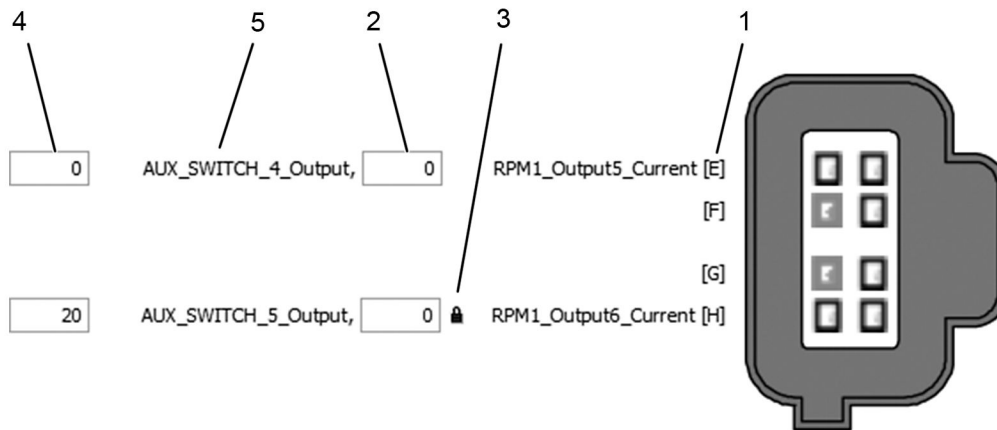 4 5 2 3 1
0 AUX_SWITCH_4_Output, 0 RPM1_Output5_Current [E]
[F]
[G]
20 AUX_SWITCH_5_Output, 0 RPM1_Output6_Current [H]